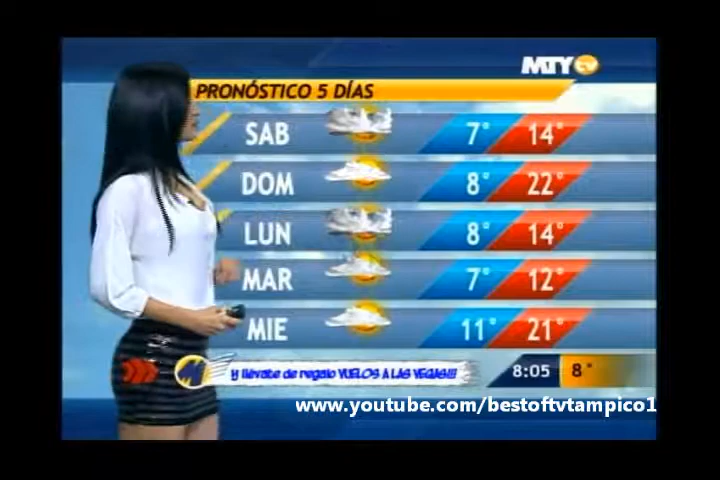 MTY tv
PRONÓSTICO 5 DÍAS
SAB 7° 14°
DOM 8° 22°
LUN 8° 14°
MAR 7° 12°
MIE 11° 21°
y llévate de regalo VUELOS A LAS VEGAS!!! 8:05 8°
www.youtube.com/bestoftvtampico1